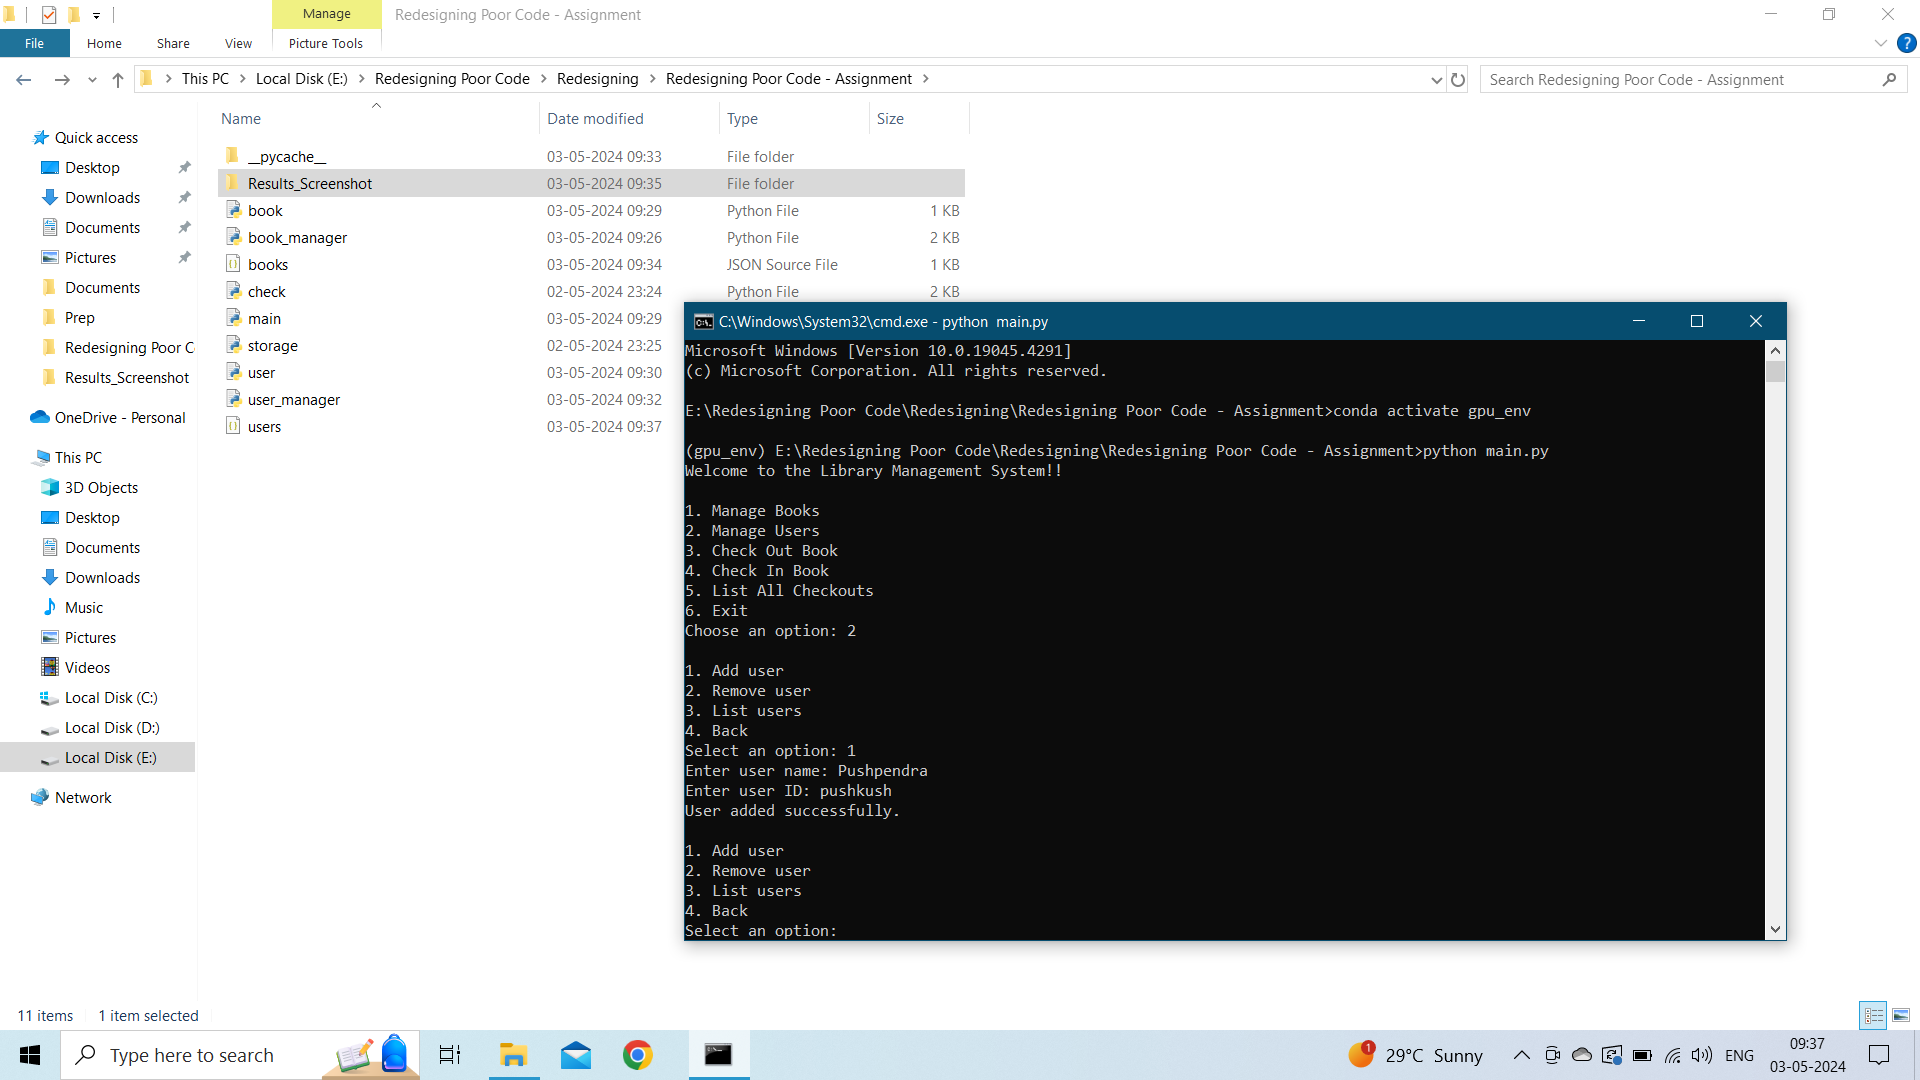 Manage
Redesigning Poor Code - Assignment
File
Home
Share
View
Picture Tools
?
This PC
Local Disk (E:)
Redesigning Poor Code
Redesigning
Redesigning Poor Code - Assignment
Search Redesigning Poor Code - Assignment
Name
Date modified
Type
Size
Quick access
Desktop
Downloads
Documents
Pictures
Documents
Prep
Redesigning Poor C
Results_Screenshot
OneDrive - Personal
This PC
3D Objects
Desktop
Documents
Downloads
Music
Pictures
Videos
Local Disk (C:)
Local Disk (D:)
Local Disk (E:)
Network
__pycache__ 03-05-2024 09:33 File folder
Results_Screenshot 03-05-2024 09:35 File folder
book 03-05-2024 09:29 Python File 1 KB
book_manager 03-05-2024 09:26 Python File 2 KB
books 03-05-2024 09:34 JSON Source File 1 KB
check 02-05-2024 23:24 Python File 2 KB
main 03-05-2024 09:29
storage 02-05-2024 23:25
user 03-05-2024 09:30
user_manager 03-05-2024 09:32
users 03-05-2024 09:37
C:\Windows\System32\cmd.exe - python main.py
Microsoft Windows [Version 10.0.19045.4291]
(c) Microsoft Corporation. All rights reserved.
E:\Redesigning Poor Code\Redesigning\Redesigning Poor Code - Assignment>conda activate gpu_env
(gpu_env) E:\Redesigning Poor Code\Redesigning\Redesigning Poor Code - Assignment>python main.py
Welcome to the Library Management System!!
1. Manage Books
2. Manage Users
3. Check Out Book
4. Check In Book
5. List All Checkouts
6. Exit
Choose an option: 2
1. Add user
2. Remove user
3. List users
4. Back
Select an option: 1
Enter user name: Pushpendra
Enter user ID: pushkush
User added successfully.
1. Add user
2. Remove user
3. List users
4. Back
Select an option:
11 items
1 item selected
Type here to search
1
29°C Sunny
ENG
09:37
03-05-2024